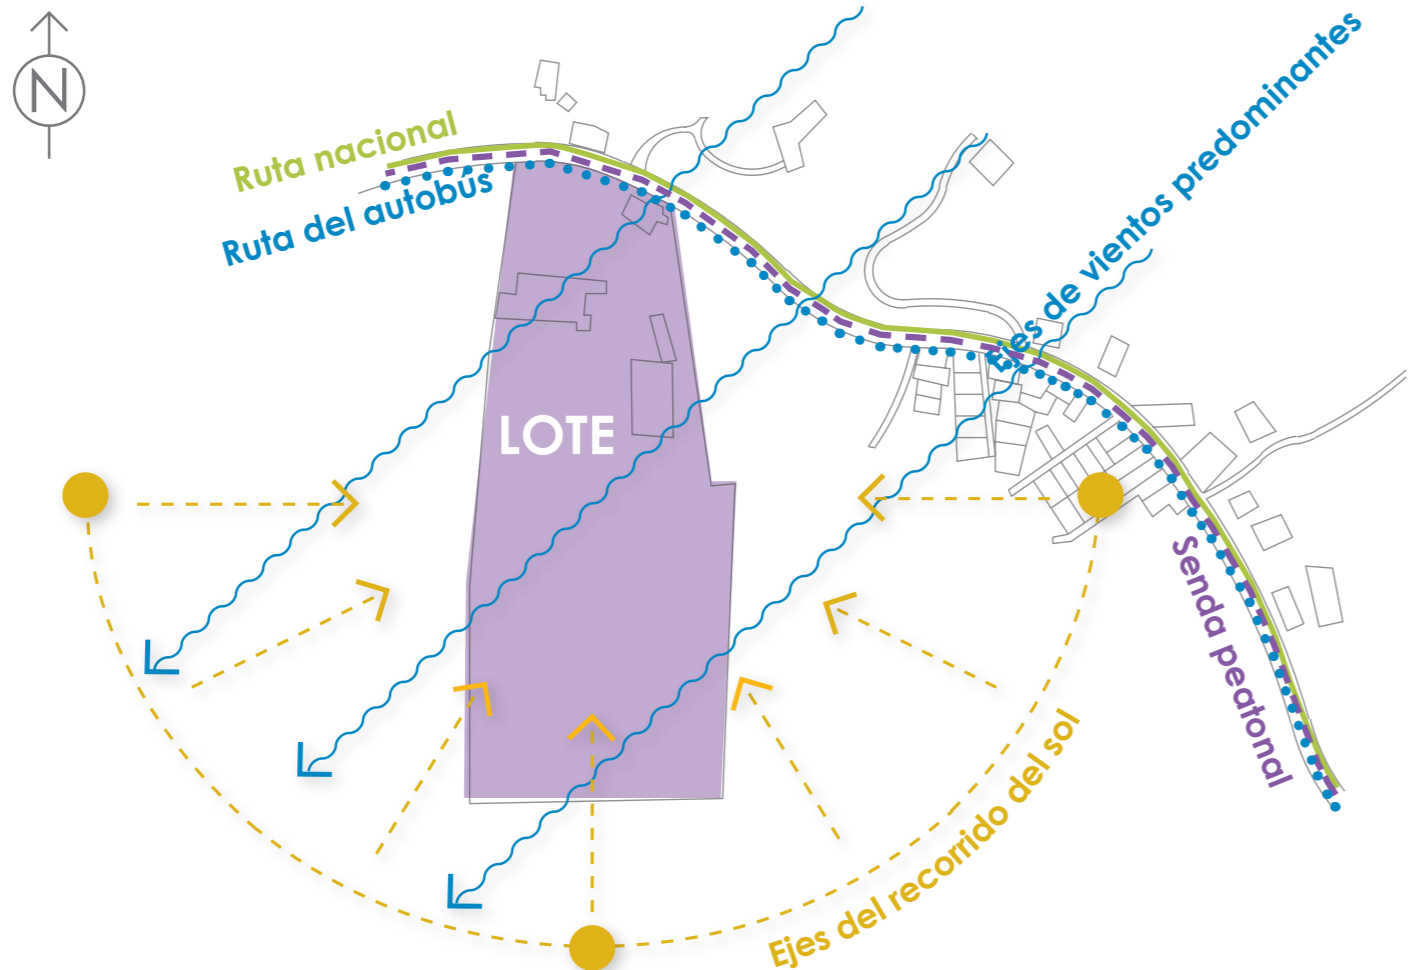 N
Ruta nacional
Ruta del autobús
Ejes de vientos predominantes
LOTE
Senda peatonal
Ejes del recorrido del sol